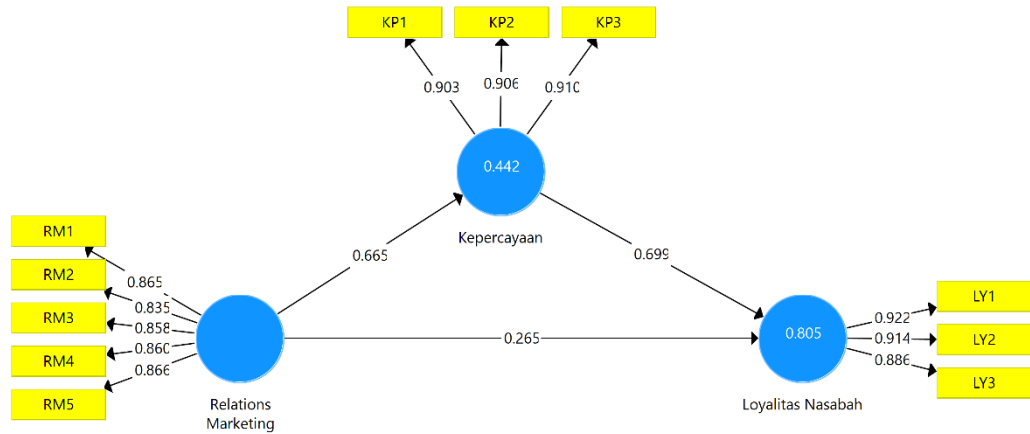 KP1
KP2
KP3
0.903
0.906
0.910
0.442
Kepercayaan
RM1
RM2
RM3
RM4
RM5
0.865
0.835
0.858
0.860
0.866
0.665
0.699
0.265
Relations
Marketing
0.805
Loyalitas Nasabah
0.922
0.914
0.886
LY1
LY2
LY3